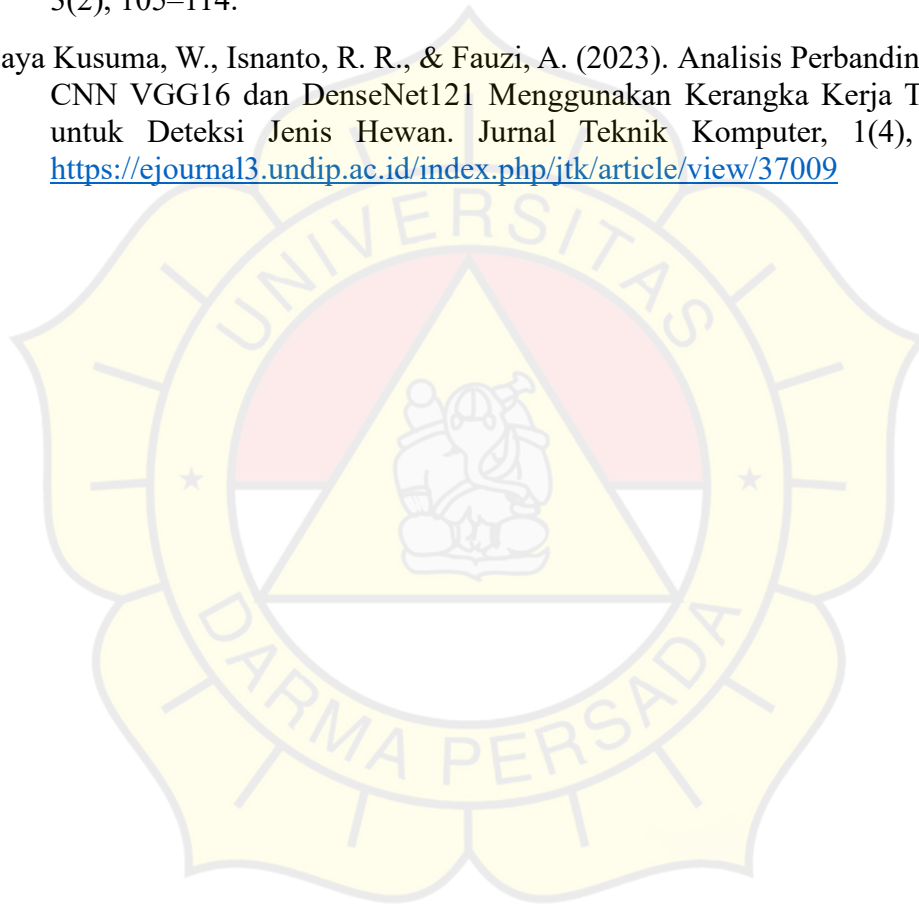 3(2), 105–114.
aya Kusuma, W., Isnanto, R. R., & Fauzi, A. (2023). Analisis Perbandin
CNN VGG16 dan DenseNet121 Menggunakan Kerangka Kerja T
untuk Deteksi Jenis Hewan. Jurnal Teknik Komputer, 1(4),
https://ejournal3.undip.ac.id/index.php/jtk/article/view/37009
UNIVERSITAS
DARMA PERSADA